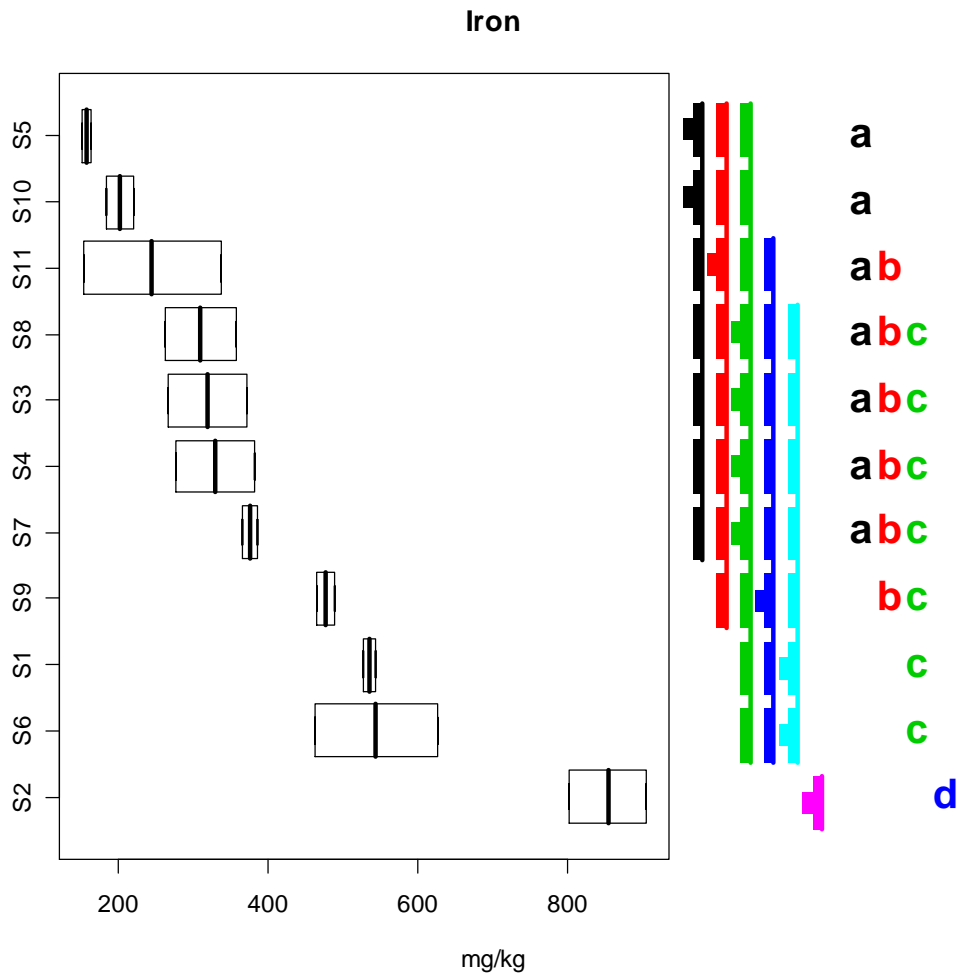 Iron
S5 a
S10 a
S11 a b
S8 a b c
S3 a b c
S4 a b c
S7 a b c
S9 b c
S1 c
S6 c
S2 d
200 400 600 800
mg/kg